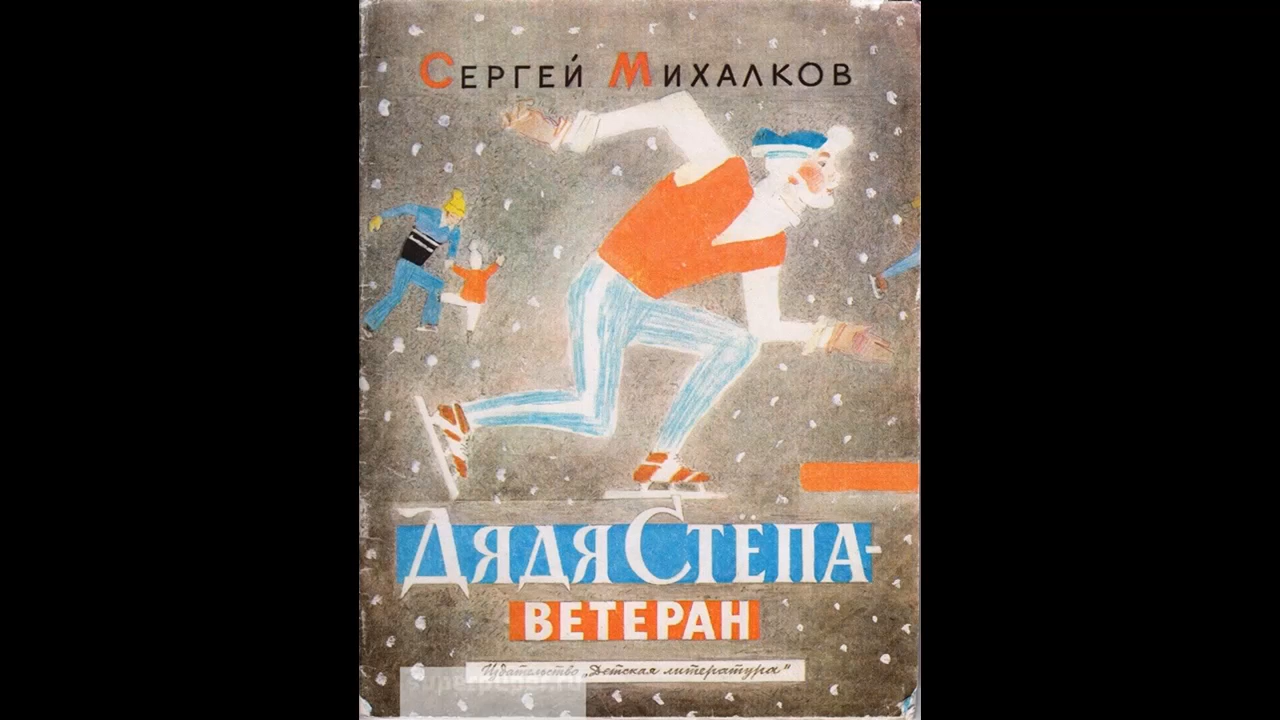 Сергей Михалков
Дядя Стёпа-
ВЕТЕРАН
Издательство „Детская литература"